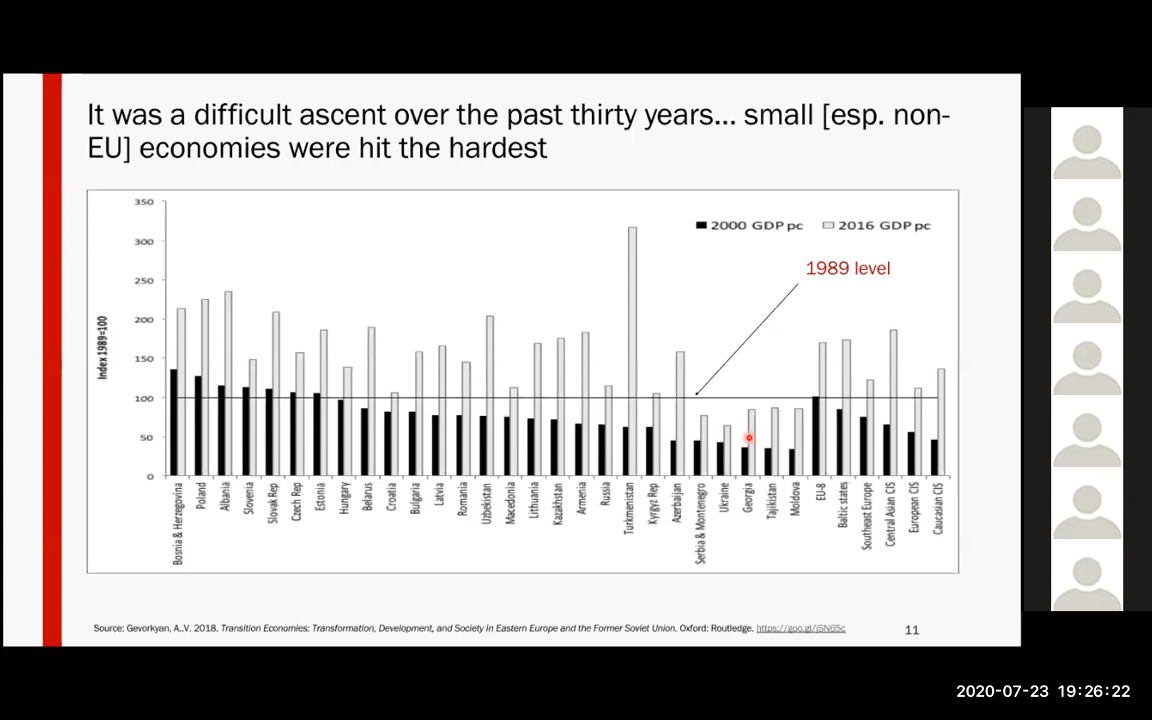 It was a difficult ascent over the past thirty years... small [esp. non-
EU] economies were hit the hardest
350
300
250
200
150
100
50
0
Index 1989=100
2000 GDP pc
2016 GDP pc
1989 level
Bosnia & Herzegovina
Poland
Albania
Slovenia
Slovak Rep
Czech Rep
Estonia
Hungary
Belarus
Croatia
Bulgaria
Latvia
Romania
Uzbekistan
Macedonia
Lithuania
Kazakhstan
Armenia
Russia
Turkmenistan
Kyrgyz Rep
Azerbaijan
Serbia & Montenegro
Ukraine
Georgia
Tajikistan
Moldova
EU-8
Baltic states
Southeast Europe
Central Asian CIS
European CIS
Caucasian CIS
Source: Gevorkyan, A..V. 2018. Transition Economies: Transformation, Development, and Society in Eastern Europe and the Former Soviet Union. Oxford: Routledge. https://goo.gl/jSN65c
11
2020-07-23 19:26:22